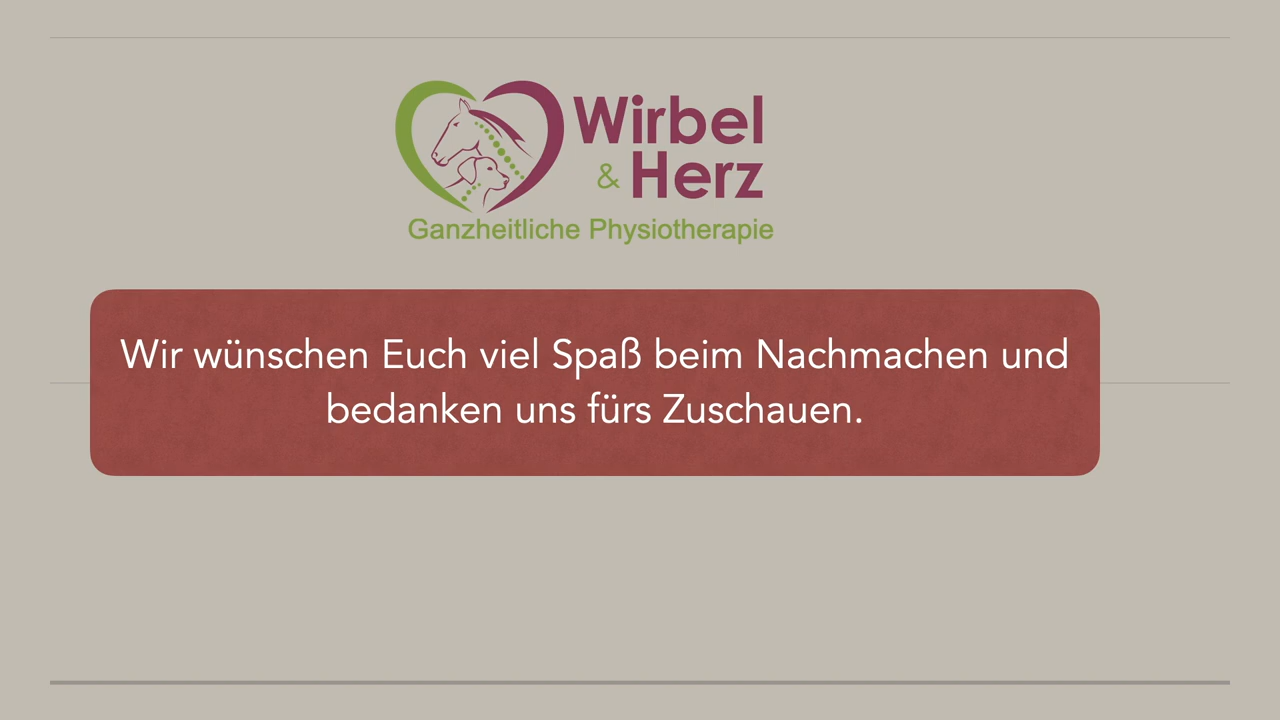 Wirbel
& Herz
Ganzheitliche Physiotherapie
Wir wünschen Euch viel Spaß beim Nachmachen und
bedanken uns fürs Zuschauen.